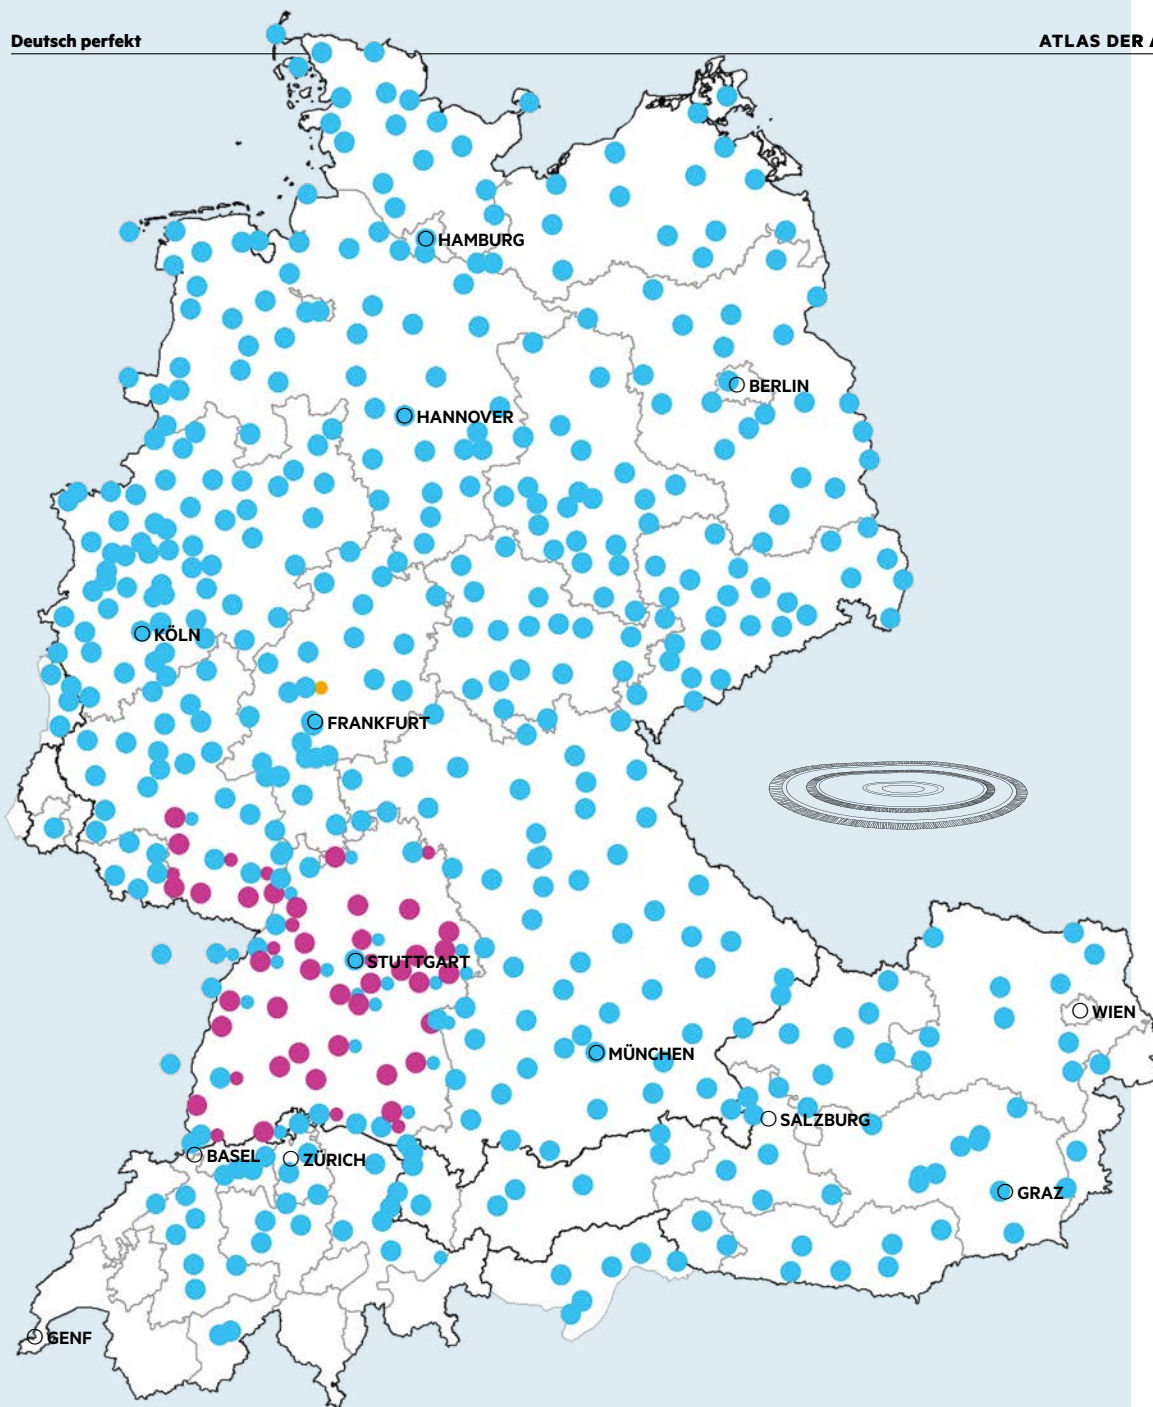 Deutsch perfekt
ATLAS DER A
HAMBURG
BERLIN
HANNOVER
KÖLN
FRANKFURT
STUTTGART
WIEN
MÜNCHEN
SALZBURG
BASEL
ZÜRICH
GRAZ
GENF